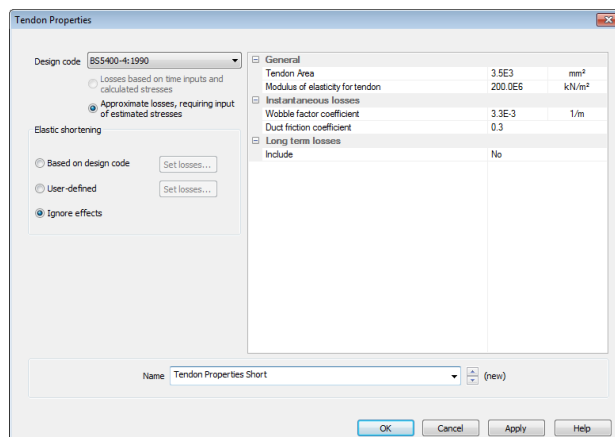 Tendon Properties
Design code BS5400-4:1990
Losses based on time inputs and
calculated stresses
Approximate losses, requiring input
of estimated stresses
Elastic shortening
Based on design code Set losses...
User-defined Set losses...
Ignore effects
General
Tendon Area 3.5E3 mm²
Modulus of elasticity for tendon 200.0E6 kN/m²
Instantaneous losses
Wobble factor coefficient 3.3E-3 1/m
Duct friction coefficient 0.3
Long term losses
Include No
Name Tendon Properties Short (new)
OK Cancel Apply Help